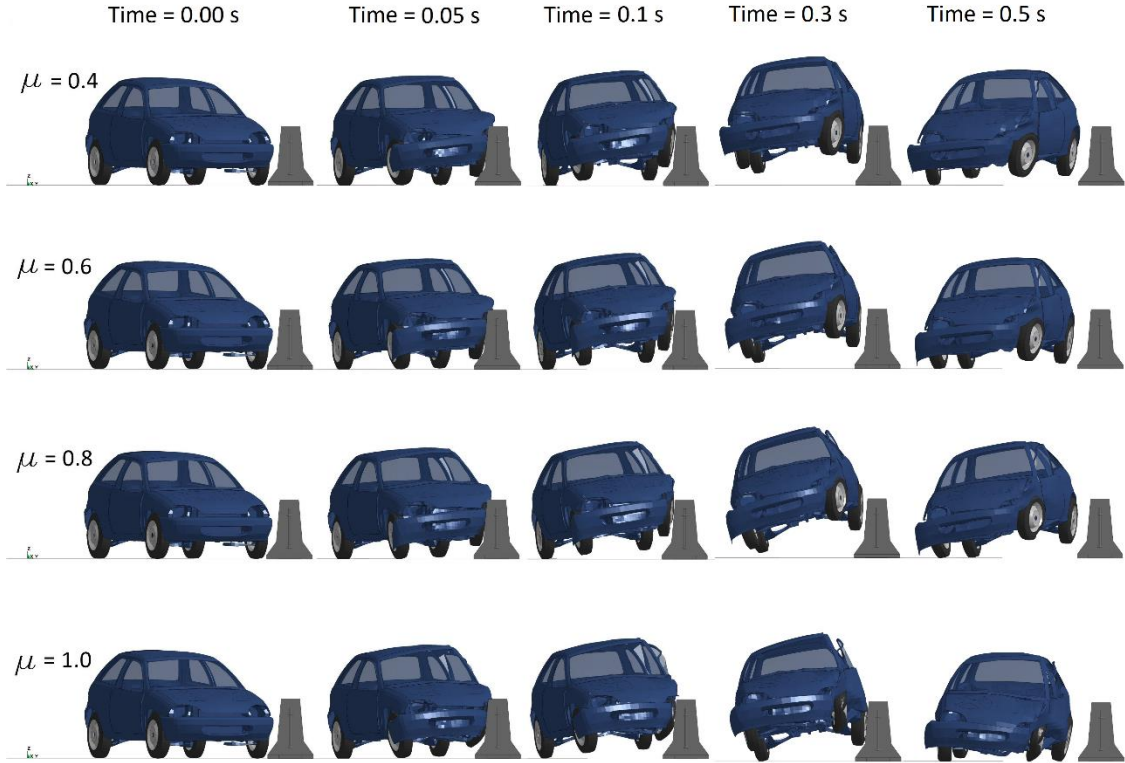 Time = 0.00 s Time = 0.05 s Time = 0.1 s Time = 0.3 s Time = 0.5 s
μ = 0.4
μ = 0.6
μ = 0.8
μ = 1.0